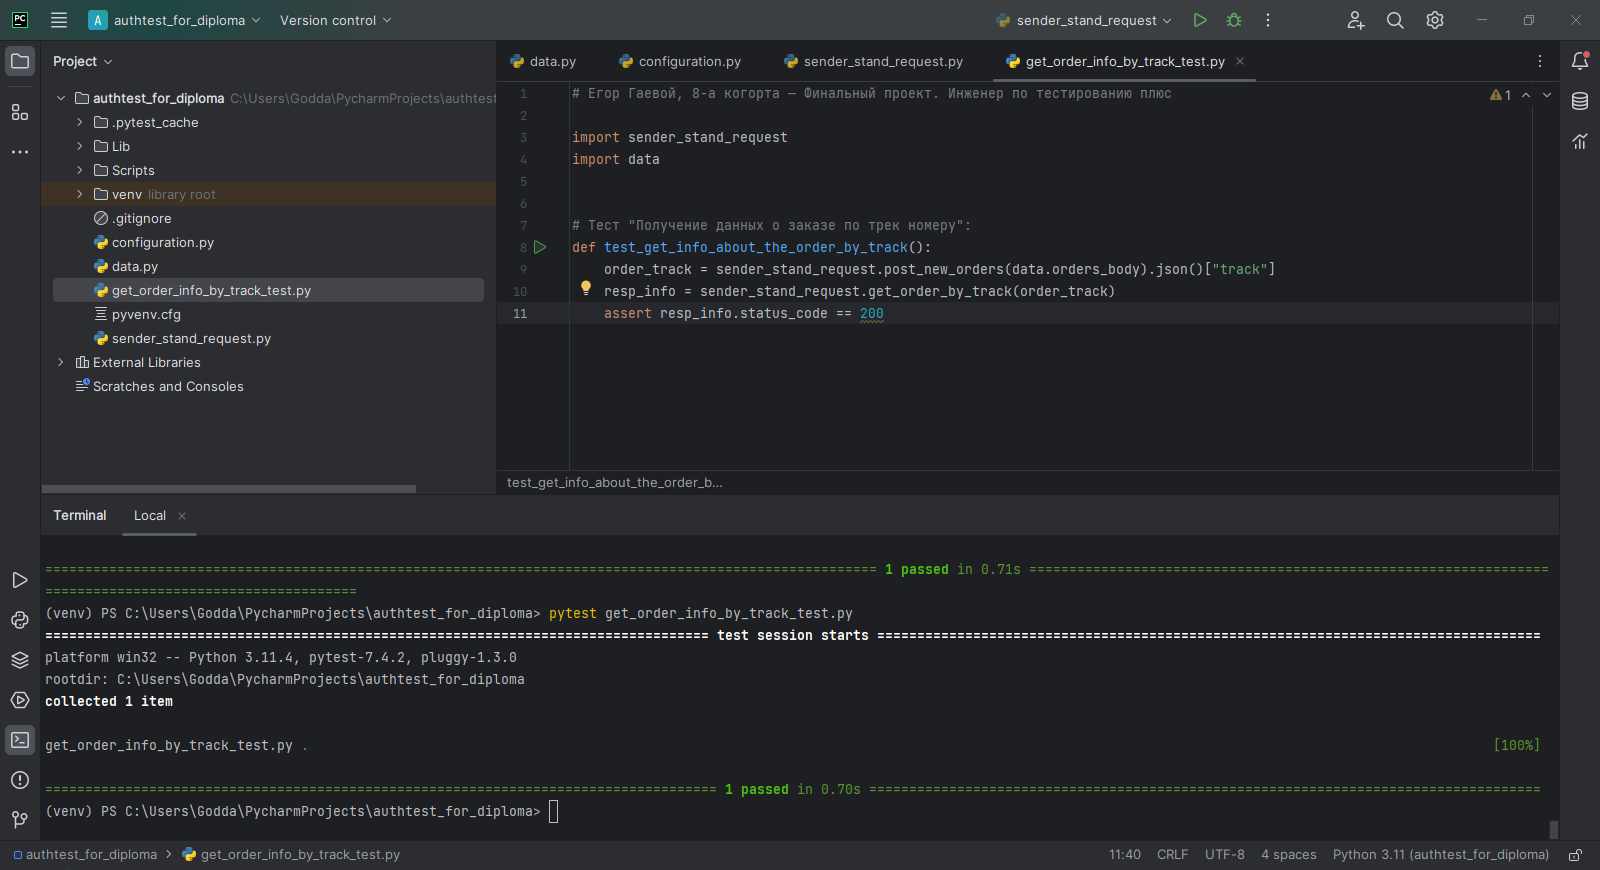 PC
A authtest_for_diploma Version control sender_stand_request
Project
authtest_for_diploma C:\Users\Godda\PycharmProjects\authtest
.pytest_cache
Lib
Scripts
venv library root
.gitignore
configuration.py
data.py
get_order_info_by_track_test.py
pyvenv.cfg
sender_stand_request.py
External Libraries
Scratches and Consoles
data.py configuration.py sender_stand_request.py get_order_info_by_track_test.py
1 # Егор Гаевой, 8-а когорта — Финальный проект. Инженер по тестированию плюс
1
2
3 import sender_stand_request
4 import data
5
6
7 # Тест "Получение данных о заказе по трек номеру":
8 def test_get_info_about_the_order_by_track():
9 order_track = sender_stand_request.post_new_orders(data.orders_body).json()["track"]
10 resp_info = sender_stand_request.get_order_by_track(order_track)
11 assert resp_info.status_code == 200
test_get_info_about_the_order_b...
Terminal Local
======================================================================================================== 1 passed in 0.71s =================================================================
=======================================
(venv) PS C:\Users\Godda\PycharmProjects\authtest_for_diploma> pytest get_order_info_by_track_test.py
=================================================================================== test session starts ===================================================================================
platform win32 -- Python 3.11.4, pytest-7.4.2, pluggy-1.3.0
rootdir: C:\Users\Godda\PycharmProjects\authtest_for_diploma
collected 1 item
get_order_info_by_track_test.py . [100%]
==================================================================================== 1 passed in 0.70s ====================================================================================
(venv) PS C:\Users\Godda\PycharmProjects\authtest_for_diploma>
authtest_for_diploma > get_order_info_by_track_test.py 11:40 CRLF UTF-8 4 spaces Python 3.11 (authtest_for_diploma)